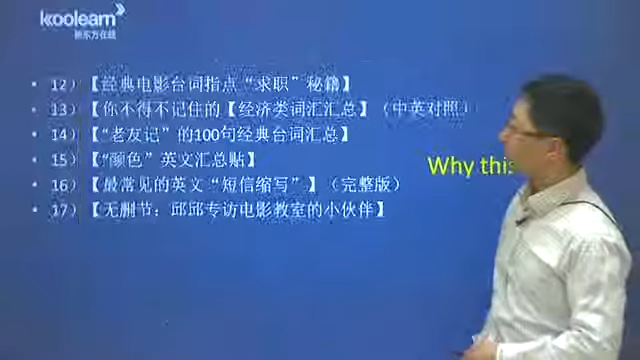 koolearn
新东方在线
• 12）【经典电影台词指点“求职”秘籍】
• 13）【你不得不记住的【经济类词汇汇总】（中英对照）
• 14）【“老友记”的100句经典台词汇总】
• 15）【“颜色”英文汇总贴】
Why this
• 16）【最常见的英文“短信缩写”】（完整版）
• 17）【无删节：邱邱专访电影教室的小伙伴】